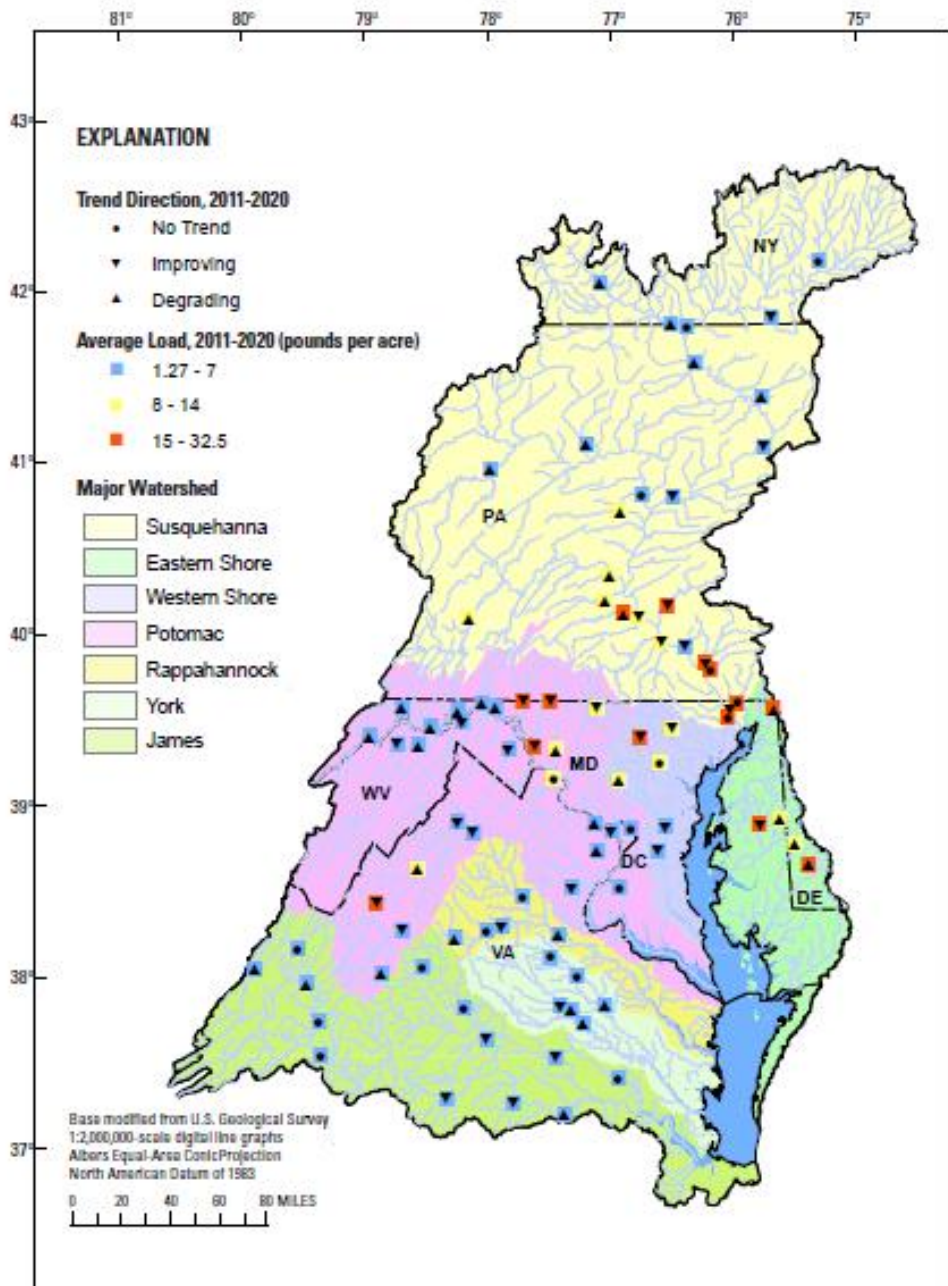 81° 80° 79° 78° 77° 76° 75°
43°
EXPLANATION
Trend Direction, 2011-2020
No Trend
Improving
Degrading
Average Load, 2011-2020 (pounds per acre)
1.27 - 7
8 - 14
15 - 32.5
Major Watershed
Susquehanna
Eastern Shore
Western Shore
Potomac
Rappahannock
York
James
NY
42°
41°
PA
40°
MD
WV
39°
DC
DE
VA
38°
37°
Base modified from U.S. Geological Survey
1:2,000,000-scale digital line graphs
Albers Equal-Area ConicProjection
North American Datum of 1983
0 20 40 60 80 MILES